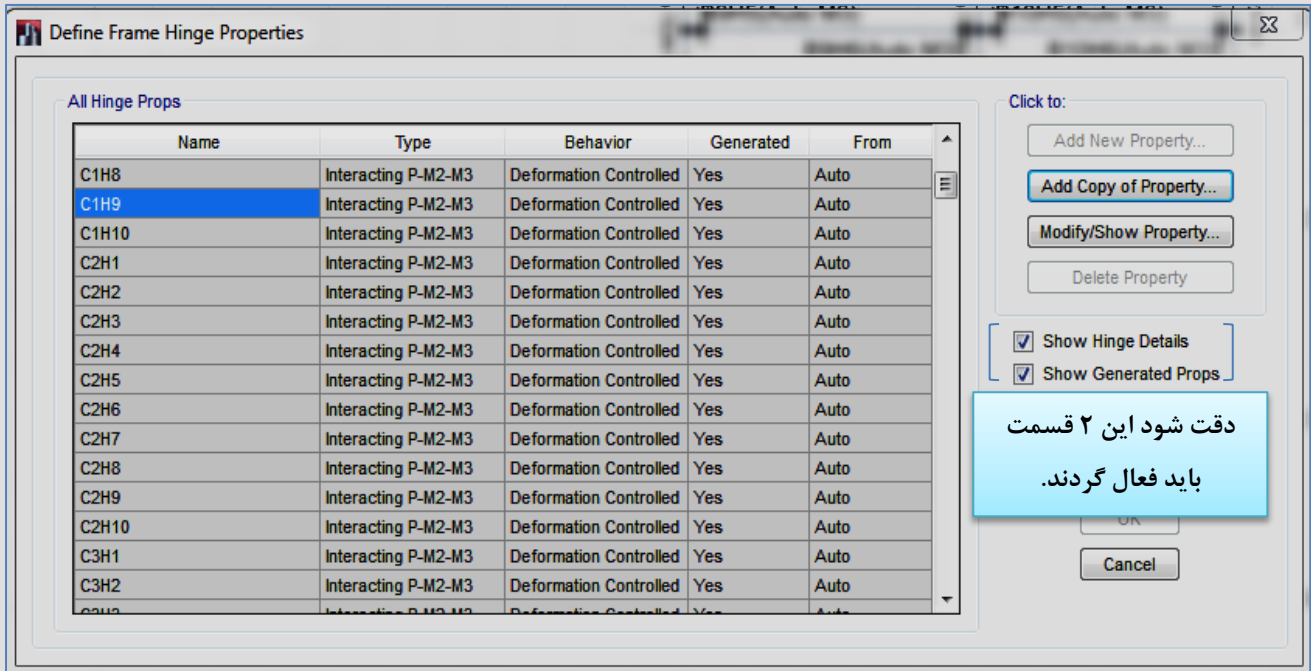 Define Frame Hinge Properties
All Hinge Props
Name Type Behavior Generated From
C1H8 Interacting P-M2-M3 Deformation Controlled Yes Auto
C1H9 Interacting P-M2-M3 Deformation Controlled Yes Auto
C1H10 Interacting P-M2-M3 Deformation Controlled Yes Auto
C2H1 Interacting P-M2-M3 Deformation Controlled Yes Auto
C2H2 Interacting P-M2-M3 Deformation Controlled Yes Auto
C2H3 Interacting P-M2-M3 Deformation Controlled Yes Auto
C2H4 Interacting P-M2-M3 Deformation Controlled Yes Auto
C2H5 Interacting P-M2-M3 Deformation Controlled Yes Auto
C2H6 Interacting P-M2-M3 Deformation Controlled Yes Auto
C2H7 Interacting P-M2-M3 Deformation Controlled Yes Auto
C2H8 Interacting P-M2-M3 Deformation Controlled Yes Auto
C2H9 Interacting P-M2-M3 Deformation Controlled Yes Auto
C2H10 Interacting P-M2-M3 Deformation Controlled Yes Auto
C3H1 Interacting P-M2-M3 Deformation Controlled Yes Auto
C3H2 Interacting P-M2-M3 Deformation Controlled Yes Auto
Click to:
Add New Property...
Add Copy of Property...
Modify/Show Property...
Delete Property
Show Hinge Details
Show Generated Props
دقت شود این ۲ قسمت
باید فعال گردند.
OK
Cancel